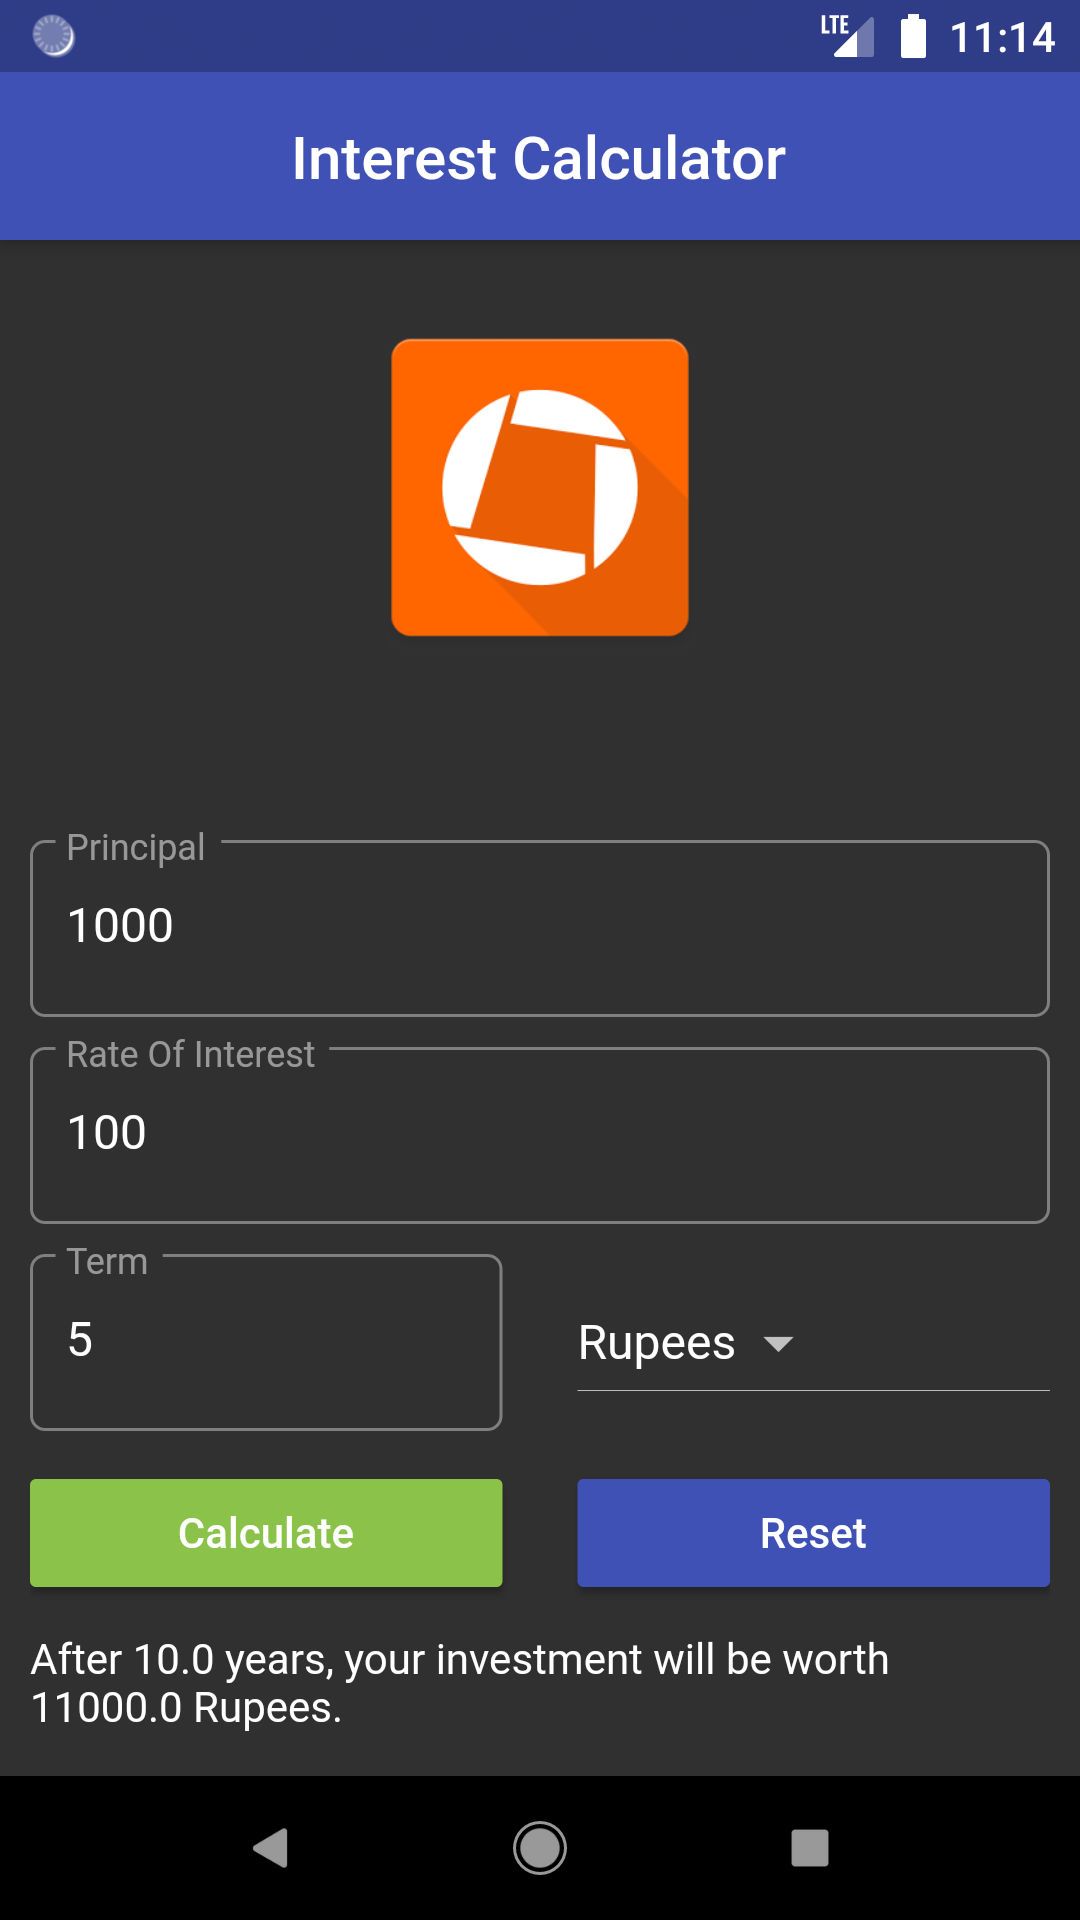 LTE 11:14
Interest Calculator
Principal
1000
Rate Of Interest
100
Term
5
Rupees
Calculate Reset
After 10.0 years, your investment will be worth
11000.0 Rupees.